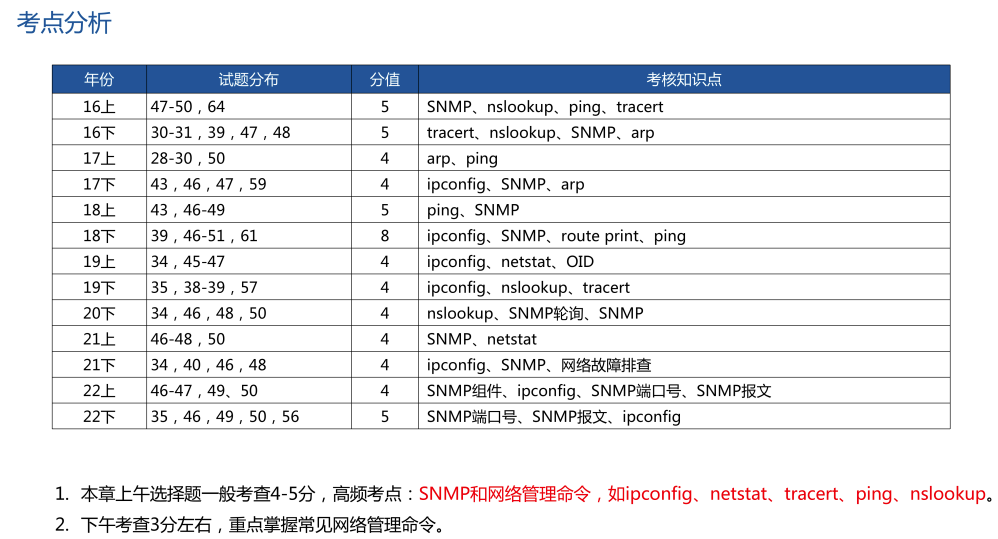 考点分析
年份 试题分布 分值 考核知识点
16上 47-50，64 5 SNMP、nslookup、ping、tracert
16下 30-31，39，47，48 5 tracert、nslookup、SNMP、arp
17上 28-30，50 4 arp、ping
17下 43，46，47，59 4 ipconfig、SNMP、arp
18上 43，46-49 5 ping、SNMP
18下 39，46-51，61 8 ipconfig、SNMP、route print、ping
19上 34，45-47 4 ipconfig、netstat、OID
19下 35，38-39，57 4 ipconfig、nslookup、tracert
20下 34，46，48，50 4 nslookup、SNMP轮询、SNMP
21上 46-48，50 4 SNMP、netstat
21下 34，40，46，48 4 ipconfig、SNMP、网络故障排查
22上 46-47，49、50 4 SNMP组件、ipconfig、SNMP端口号、SNMP报文
22下 35，46，49，50，56 5 SNMP端口号、SNMP报文、ipconfig
1. 本章上午选择题一般考查4-5分，高频考点：SNMP和网络管理命令，如ipconfig、netstat、tracert、ping、nslookup。
2. 下午考查3分左右，重点掌握常见网络管理命令。